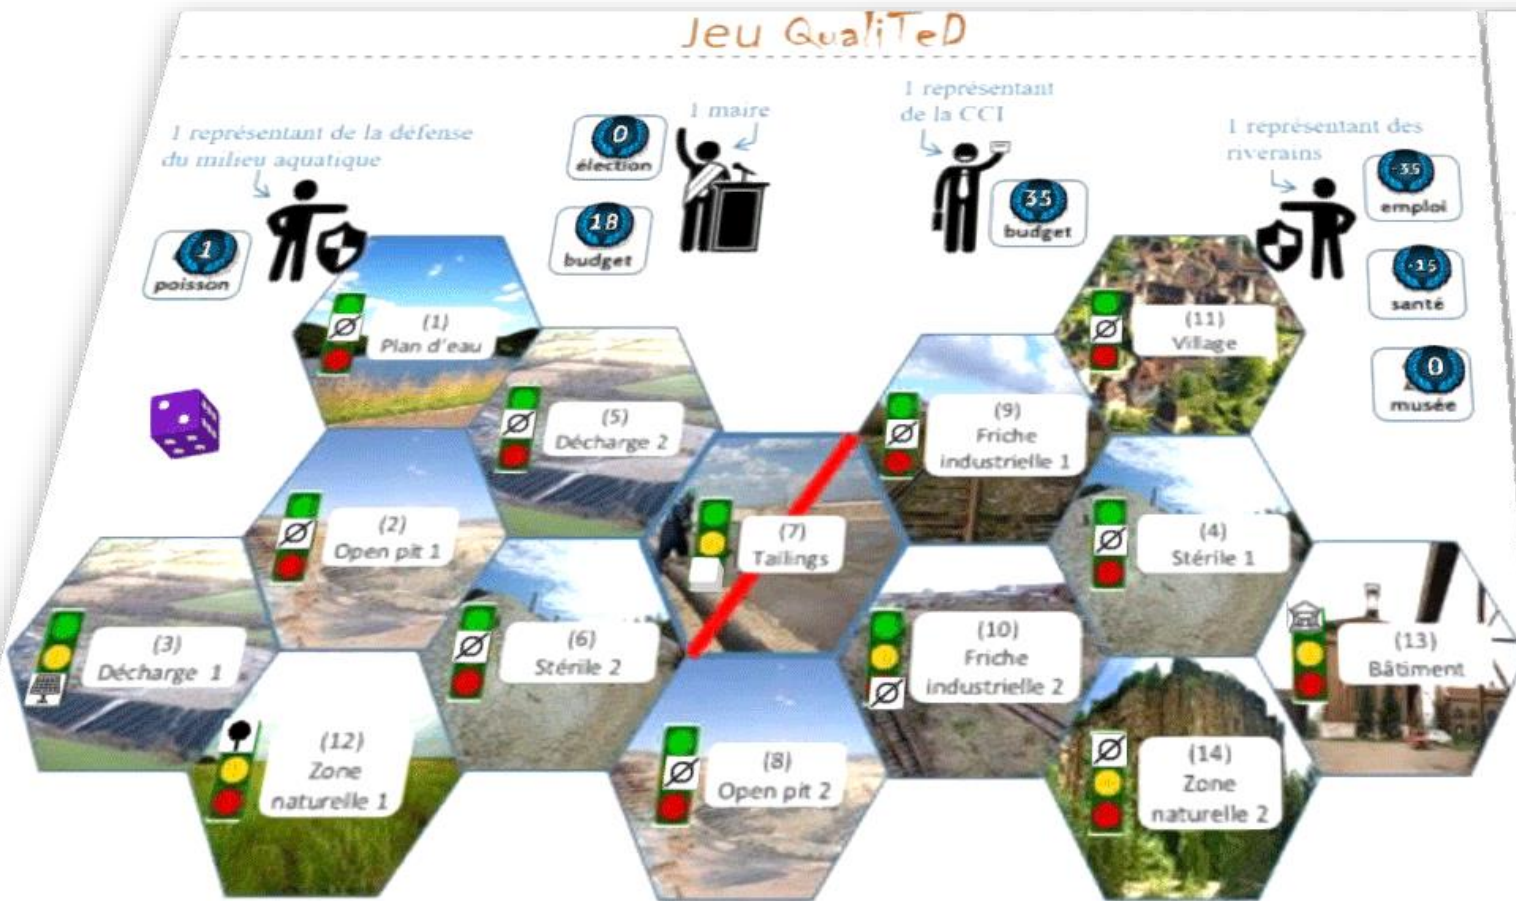 Jeu QualiTeD
1 représentant de la défense
du milieu aquatique
1 maire
1 représentant
de la CCI
1 représentant des
riverains
0
élection
18
budget
35
budget
-35
emploi
-15
santé
0
musée
1
poisson
(1)
Plan d'eau
(11)
Village
(5)
Décharge 2
(9)
Friche
industrielle 1
(2)
Open pit 1
(7)
Tailings
(4)
Stérile 1
(3)
Décharge 1
(6)
Stérile 2
(10)
Friche
industrielle 2
(13)
Bâtiment
(12)
Zone
naturelle 1
(8)
Open pit 2
(14)
Zone
naturelle 2